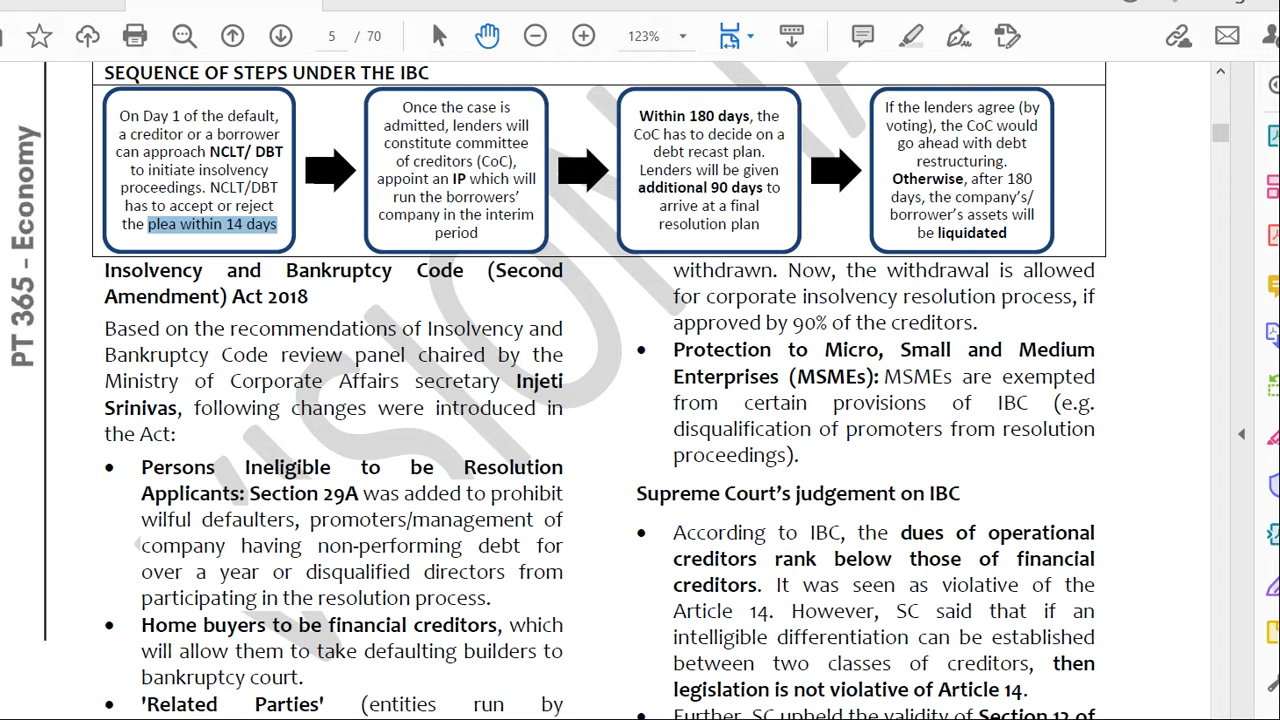 5 / 70
123%
PT 365 – Economy
SEQUENCE OF STEPS UNDER THE IBC
On Day 1 of the default,
a creditor or a borrower
can approach NCLT/ DBT
to initiate insolvency
proceedings. NCLT/DBT
has to accept or reject
the plea within 14 days
Once the case is
admitted, lenders will
constitute committee
of creditors (CoC),
appoint an IP which will
run the borrowers’
company in the interim
period
Within 180 days, the
CoC has to decide on a
debt recast plan.
Lenders will be given
additional 90 days to
arrive at a final
resolution plan
If the lenders agree (by
voting), the CoC would
go ahead with debt
restructuring.
Otherwise, after 180
days, the company’s/
borrower’s assets will
be liquidated
Insolvency and Bankruptcy Code (Second
Amendment) Act 2018
Based on the recommendations of Insolvency and
Bankruptcy Code review panel chaired by the
Ministry of Corporate Affairs secretary Injeti
Srinivas, following changes were introduced in
the Act:
• Persons Ineligible to be Resolution
Applicants: Section 29A was added to prohibit
wilful defaulters, promoters/management of
company having non-performing debt for
over a year or disqualified directors from
participating in the resolution process.
• Home buyers to be financial creditors, which
will allow them to take defaulting builders to
bankruptcy court.
• 'Related Parties' (entities run by
withdrawn. Now, the withdrawal is allowed
for corporate insolvency resolution process, if
approved by 90% of the creditors.
• Protection to Micro, Small and Medium
Enterprises (MSMEs): MSMEs are exempted
from certain provisions of IBC (e.g.
disqualification of promoters from resolution
proceedings).
Supreme Court’s judgement on IBC
• According to IBC, the dues of operational
creditors rank below those of financial
creditors. It was seen as violative of the
Article 14. However, SC said that if an
intelligible differentiation can be established
between two classes of creditors, then
legislation is not violative of Article 14.
• Further, SC upheld the validity of Section 12 of